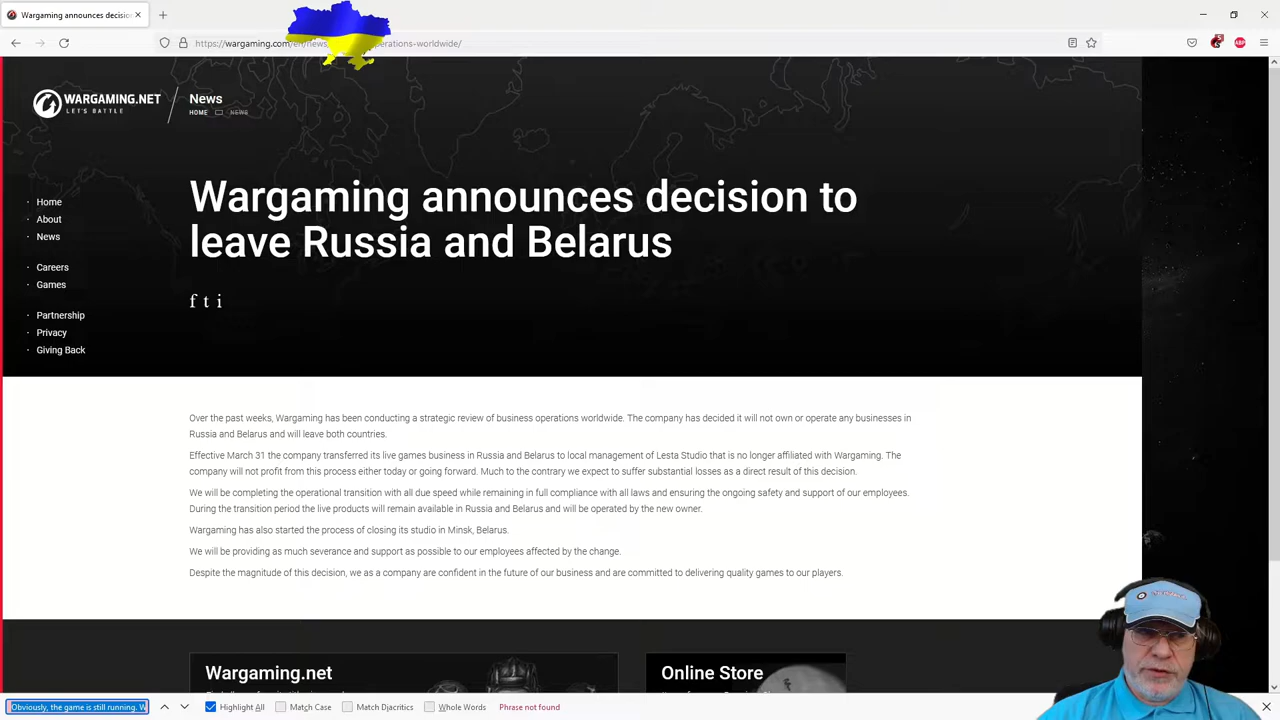 Wargaming announces decision
https://wargaming.com/en/news
perations-worldwide/
5
ABP
WARGAMING.NET
LET'S BATTLE
News
HOME NEWS
Wargaming announces decision to
leave Russia and Belarus
f t i
· Home
· About
· News
· Careers
· Games
· Partnership
· Privacy
· Giving Back
Over the past weeks, Wargaming has been conducting a strategic review of business operations worldwide. The company has decided it will not own or operate any businesses in
Russia and Belarus and will leave both countries.
Effective March 31 the company transferred its live games business in Russia and Belarus to local management of Lesta Studio that is no longer affiliated with Wargaming. The
company will not profit from this process either today or going forward. Much to the contrary we expect to suffer substantial losses as a direct result of this decision.
We will be completing the operational transition with all due speed while remaining in full compliance with all laws and ensuring the ongoing safety and support of our employees.
During the transition period the live products will remain available in Russia and Belarus and will be operated by the new owner.
Wargaming has also started the process of closing its studio in Minsk, Belarus.
We will be providing as much severance and support as possible to our employees affected by the change.
Despite the magnitude of this decision, we as a company are confident in the future of our business and are committed to delivering quality games to our players.
Wargaming.net
Online Store
Obviously, the game is still running. W
Highlight All
Match Case
Match Diacritics
Whole Words
Phrase not found